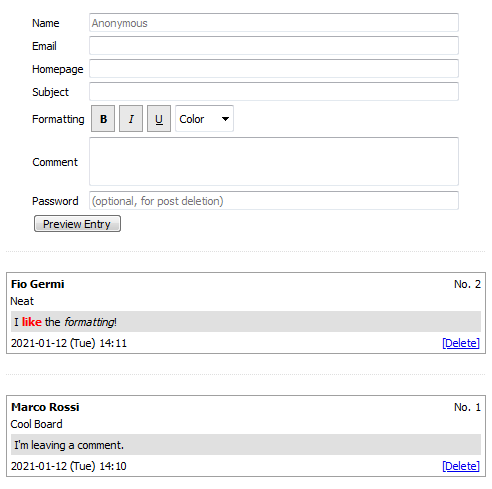 Name Anonymous
Email
Homepage
Subject
Formatting B I U Color
Comment
Password (optional, for post deletion)
Preview Entry
Fio Germi No. 2
Neat
I like the formatting!
2021-01-12 (Tue) 14:11 [Delete]
Marco Rossi No. 1
Cool Board
I'm leaving a comment.
2021-01-12 (Tue) 14:10 [Delete]